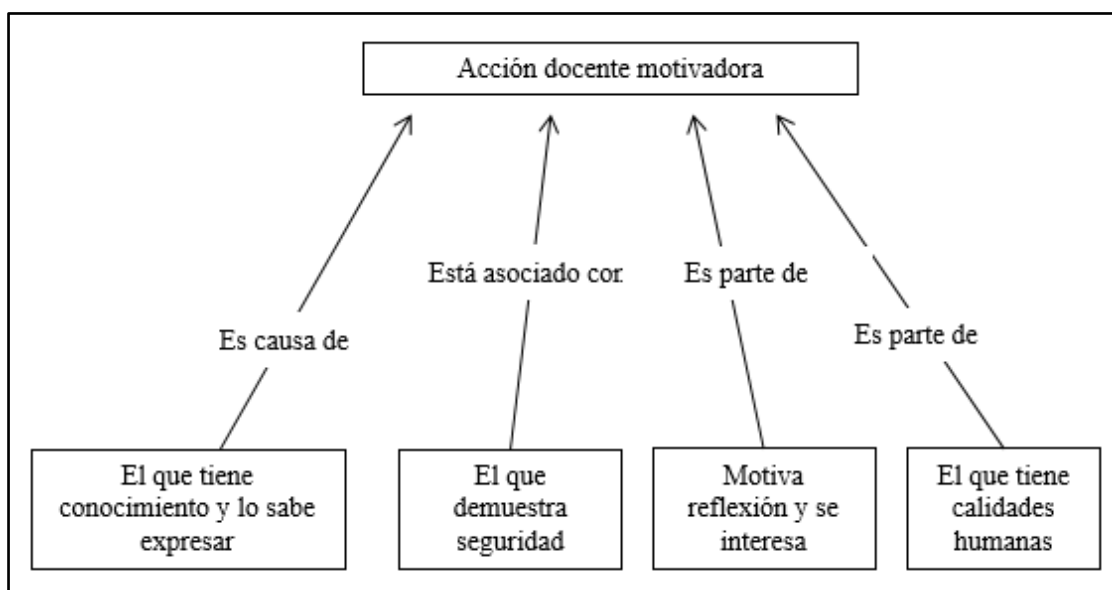 Acción docente motivadora
Está asociado cor
Es parte de
Es causa de
Es parte de
El que tiene
conocimiento y lo sabe
expresar
El que
demuestra
seguridad
Motiva
reflexión y se
interesa
El que tiene
calidades
humanas